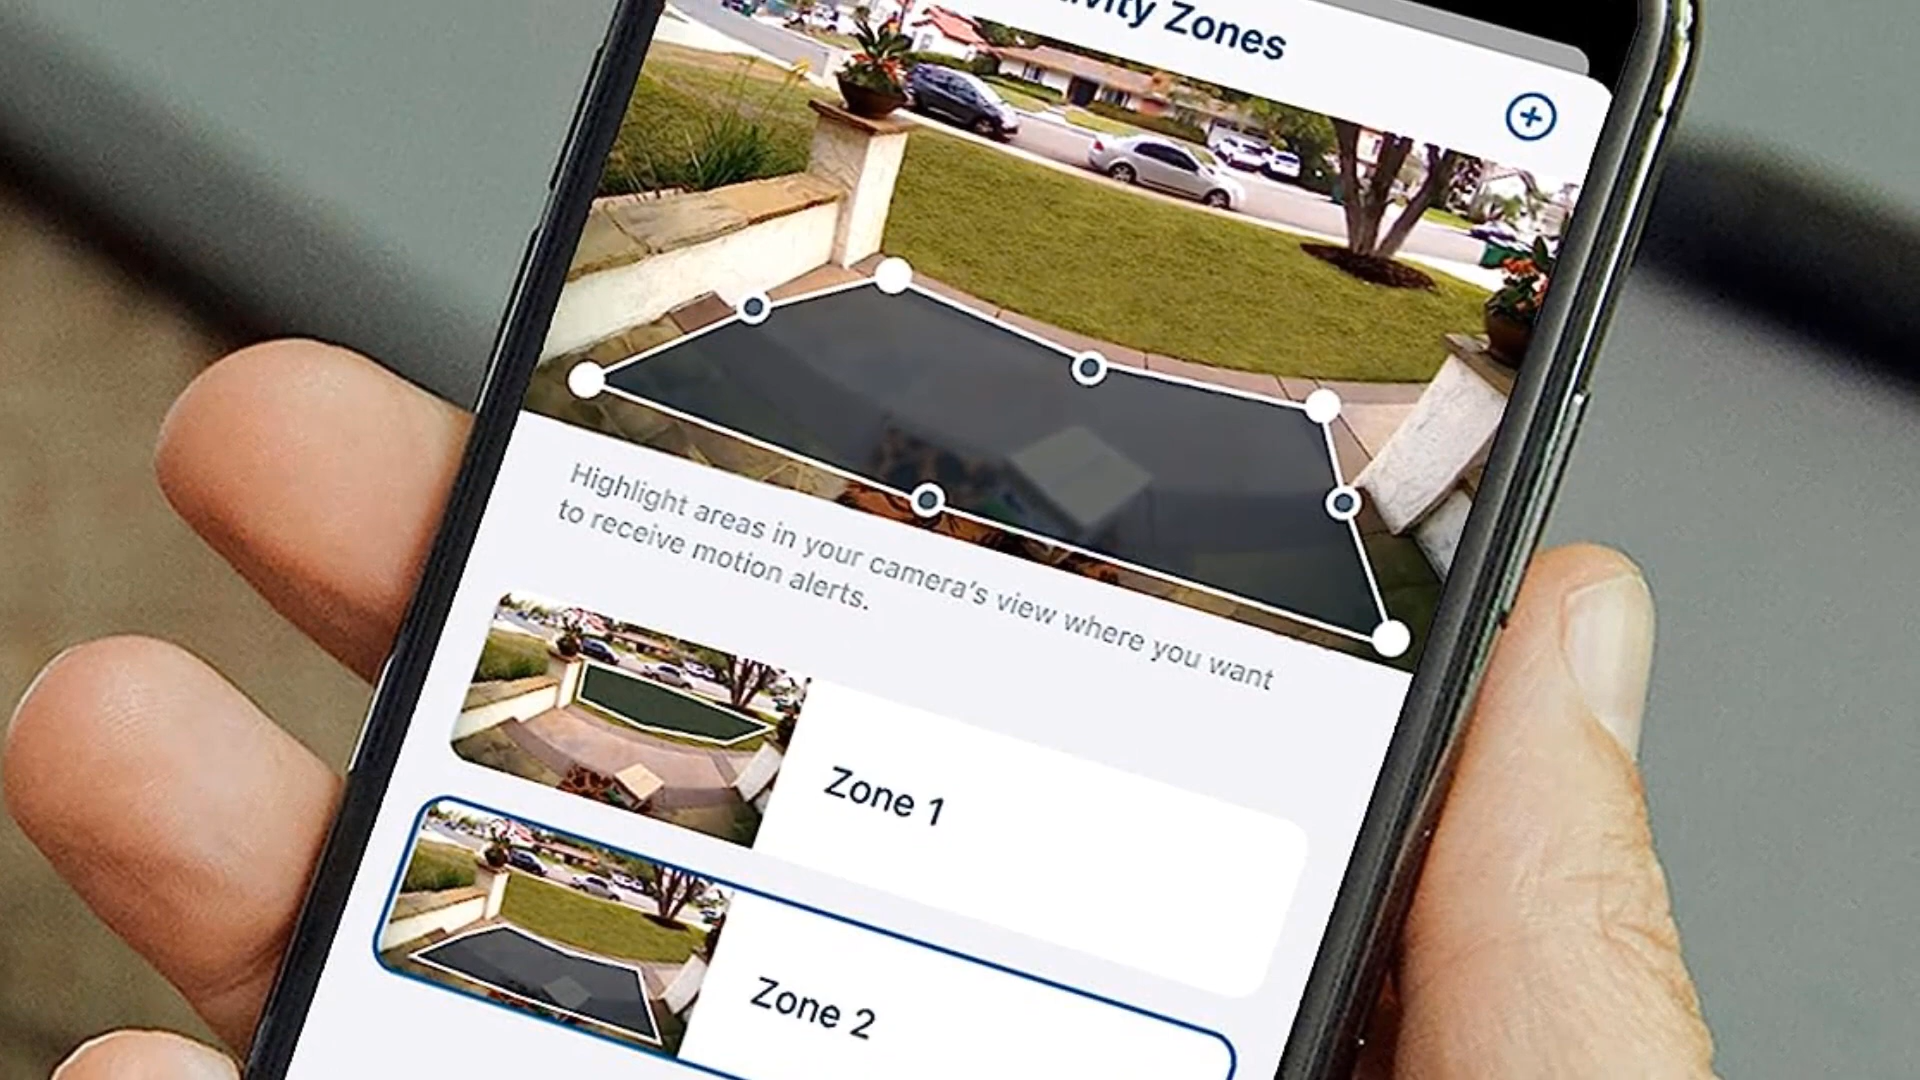 Zones
Highlight areas in your camera's view where you want
to receive motion alerts.
Zone 1
Zone 2